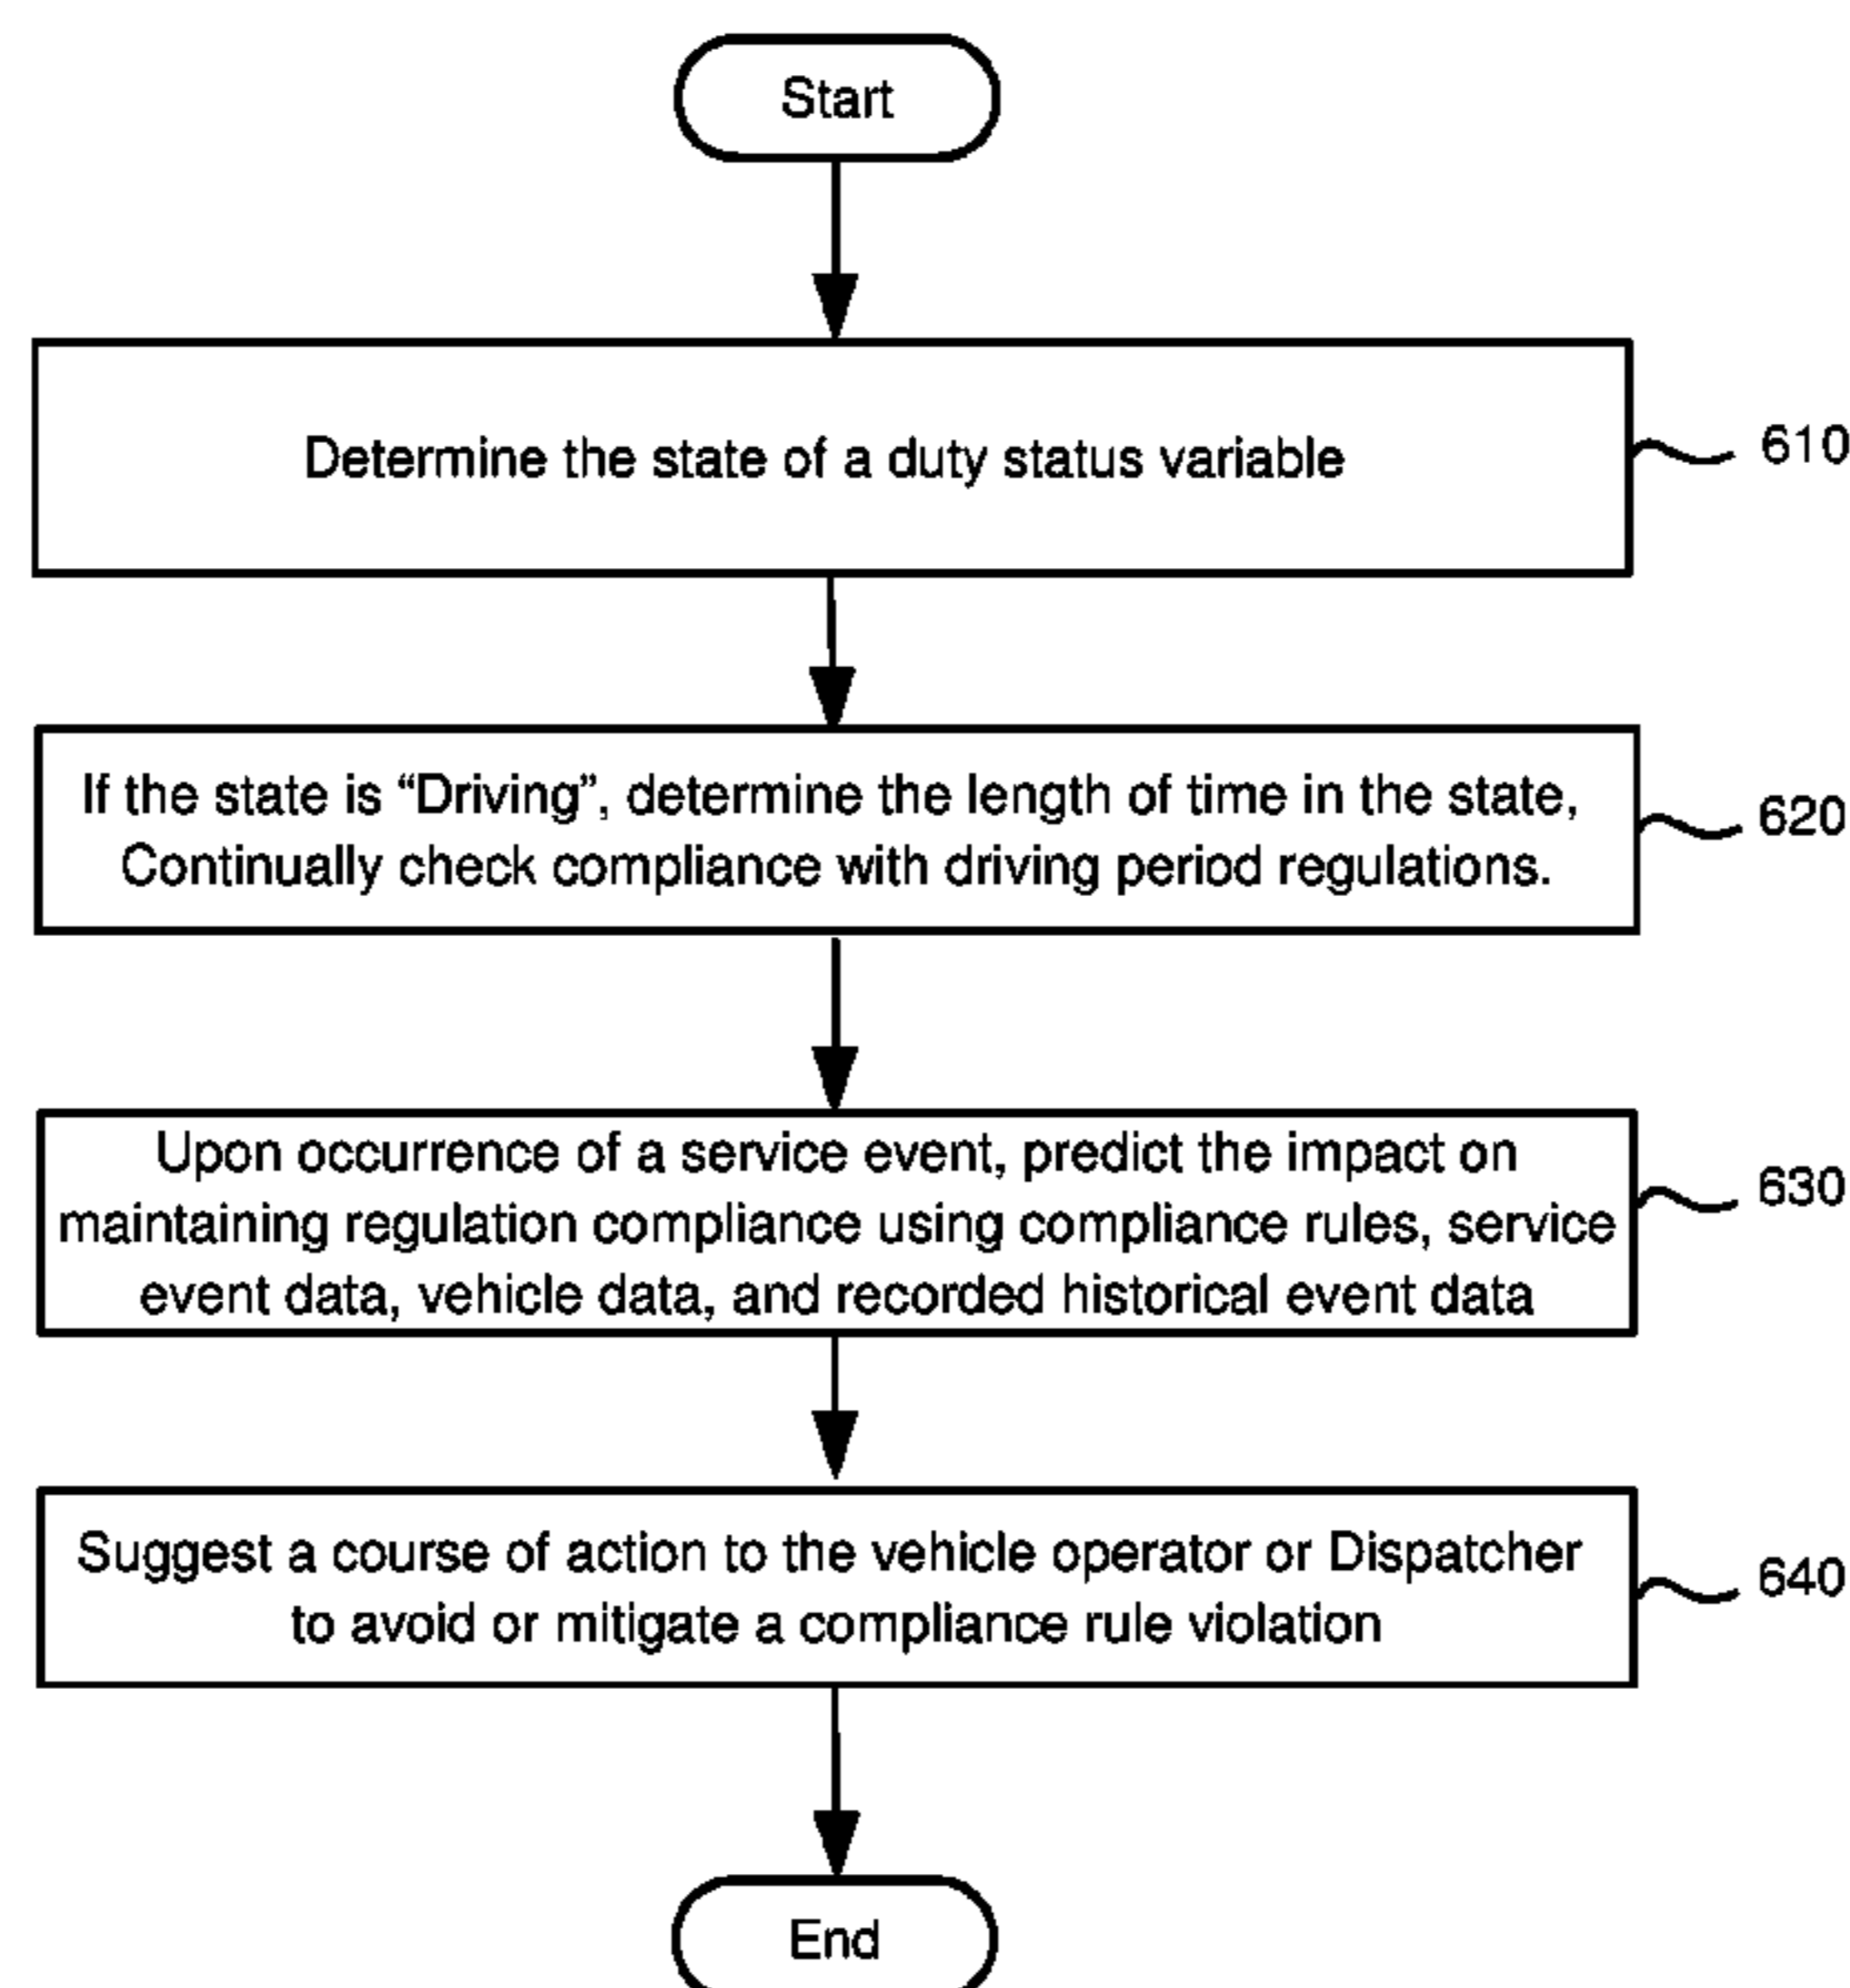 Start
Determine the state of a duty status variable
610
If the state is “Driving”, determine the length of time in the state,
Continually check compliance with driving period regulations.
620
Upon occurrence of a service event, predict the impact on
maintaining regulation compliance using compliance rules, service
event data, vehicle data, and recorded historical event data
630
Suggest a course of action to the vehicle operator or Dispatcher
to avoid or mitigate a compliance rule violation
640
End